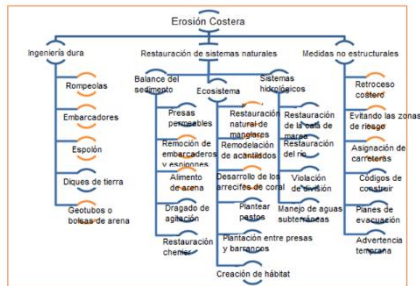 Erosión Costera
Ingeniería dura
Restauración de sistemas naturales
Medidas no estructurales
Rompeolas
Embarcadores
Espolón
Diques de tierra
Geotubos o
bolsas de arena
Balance del
sedimento
Presas
permeables
Remoción de
embarcaderos
y espigones
Alimento
de arena
Dragado de
agitación
Restauración
chenier
Ecosistema
Restauración
natural de
manglares
Remodelación
de acantilados
Desarrollo de los
arrecifes de coral
Plantear
pastos
Plantación entre presas
y barrancos
Creación de hábitat
Sistemas
hidrológicos
Restauración
de la
marea
Restauración
del río
Violación
de división
Manejo de aguas
subterráneas
Retroceso
costero
Evitando las zonas
de riesgo
Asignación de
carreteras
Códigos de
construir
Planes de
evacuación
Advertencia
temprana